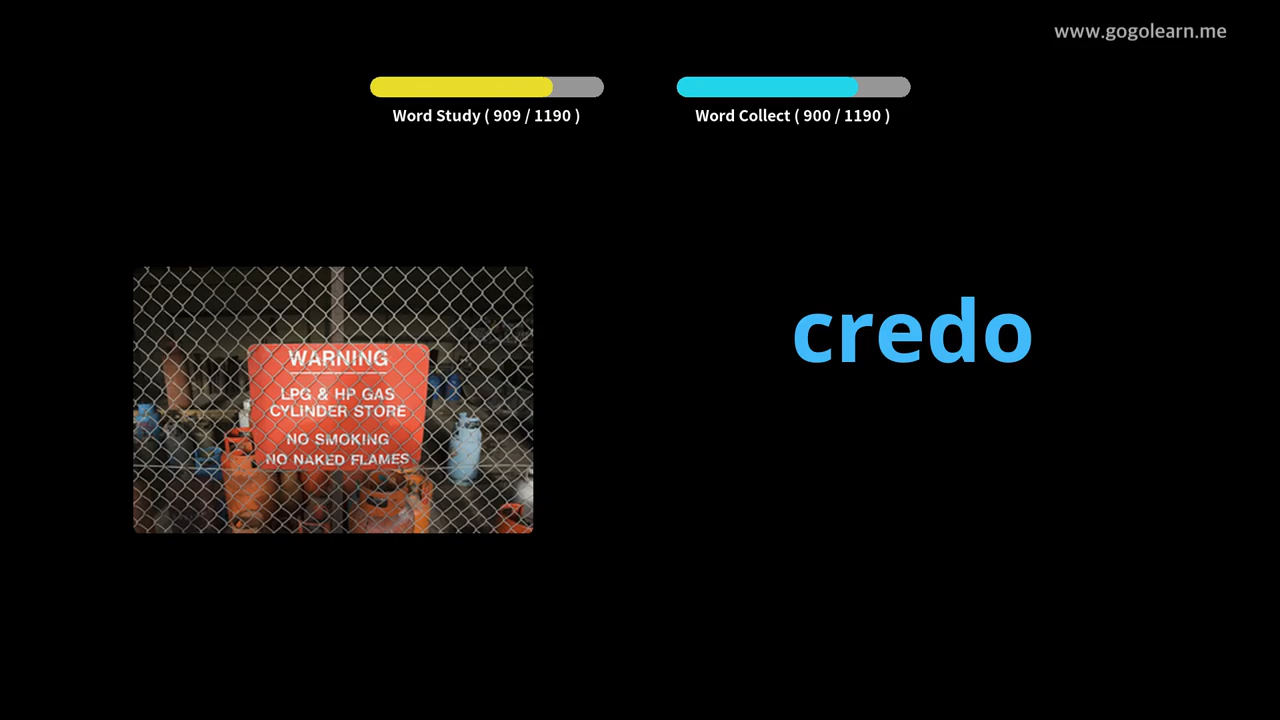 www.gogolearn.me
Word Study ( 909 / 1190 )
Word Collect ( 900 / 1190 )
credo
WARNING
LPG & HP GAS
CYLINDER STORE
NO SMOKING
NO NAKED FLAMES